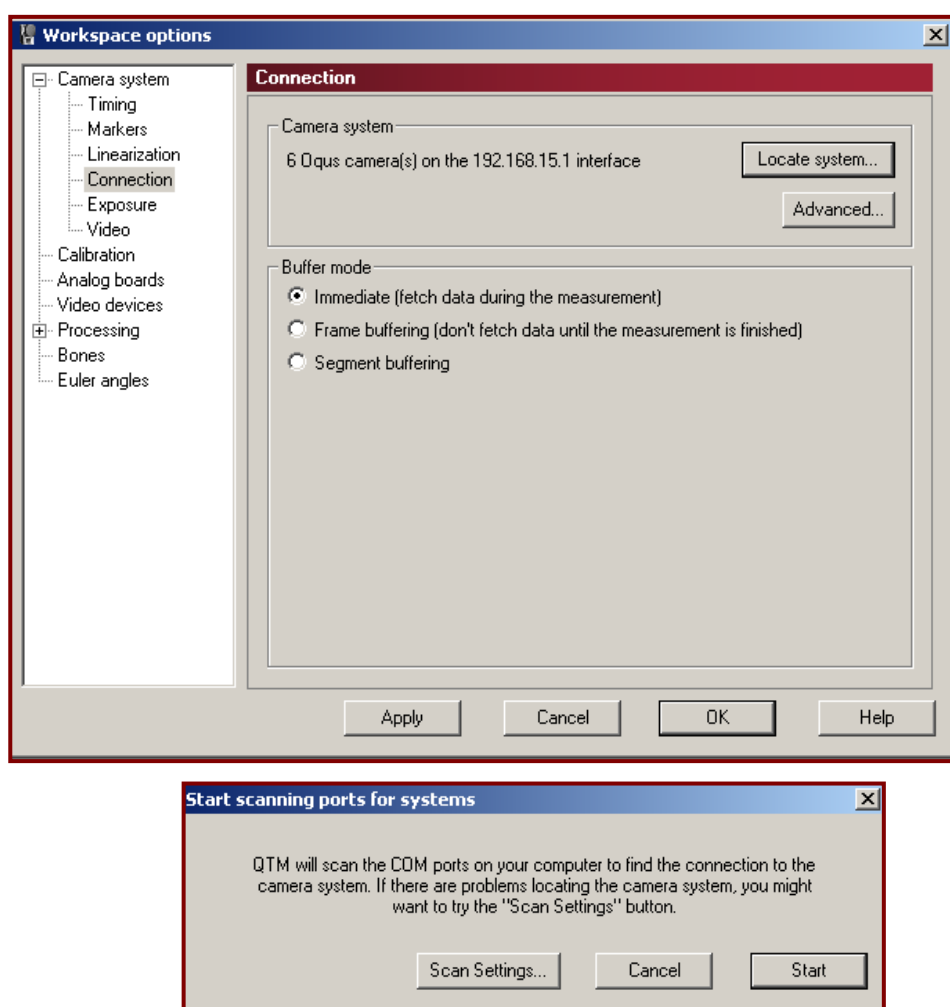 Workspace options
Camera system
Timing
Markers
Linearization
Connection
Exposure
Video
Calibration
Analog boards
Video devices
Processing
Bones
Euler angles
Connection
Camera system
6 Oqus camera(s) on the 192.168.15.1 interface
Locate system...
Advanced...
Buffer mode
Immediate (fetch data during the measurement)
Frame buffering (don't fetch data until the measurement is finished)
Segment buffering
Apply
Cancel
OK
Help
Start scanning ports for systems
QTM will scan the COM ports on your computer to find the connection to the
camera system. If there are problems locating the camera system, you might
want to try the "Scan Settings" button.
Scan Settings...
Cancel
Start